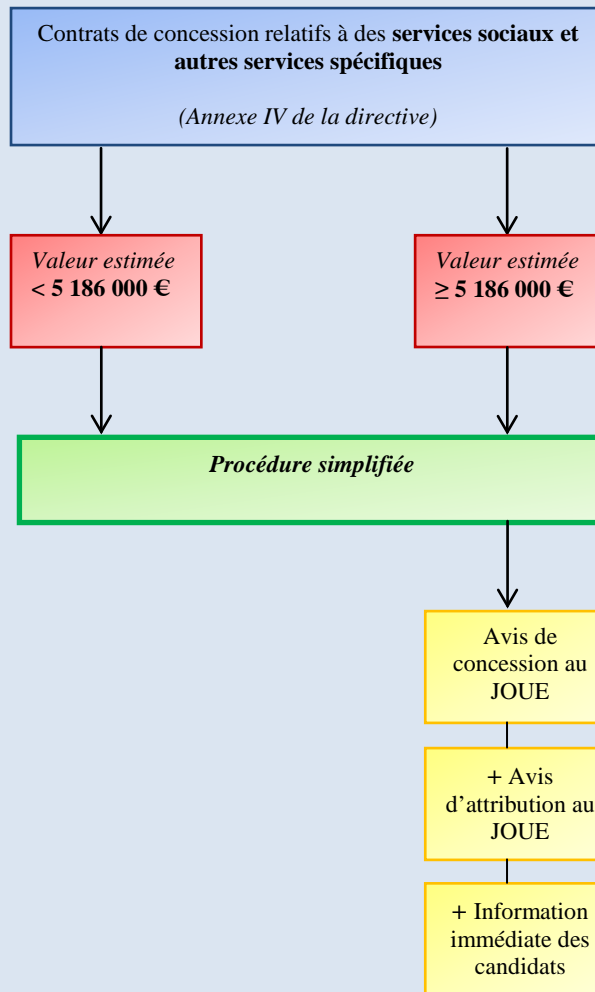 Contrats de concession relatifs à des services sociaux et
autres services spécifiques
(Annexe IV de la directive)
Valeur estimée
< 5 186 000 €
Valeur estimée
≥ 5 186 000 €
Procédure simplifiée
Avis de
concession au
JOUE
+ Avis
d’attribution au
JOUE
+ Information
immédiate des
candidats